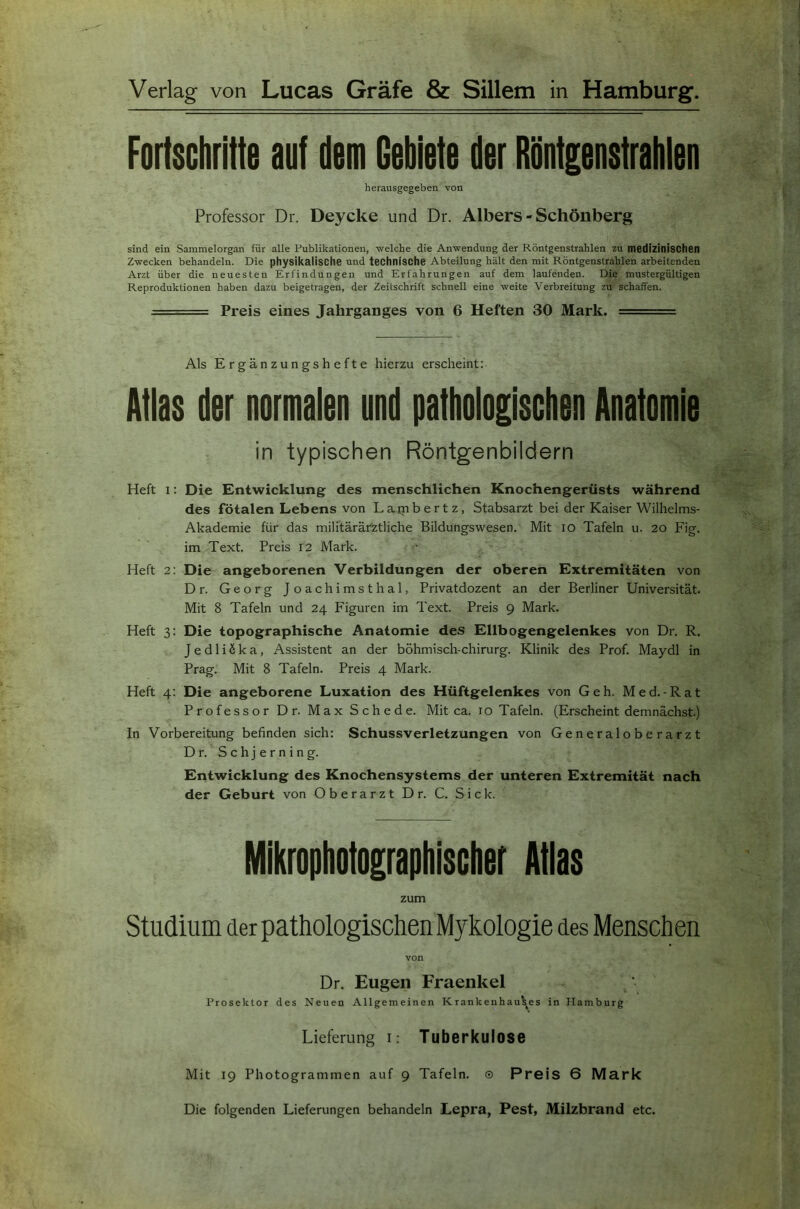 Verlag von Lucas Gräfe & Sillem in Hamburg.
Fortschritte auf dem Gebiete der Röntgenstrahlen
herausgegeben von
Professor Dr. Deycke und Dr. Albers-Schönberg
sind ein Sammelorgan für alle Publikationen, welche die Anwendung der Röntgenstrahlen zu medizinischen
Zwecken behandeln. Die physikalische und technische Abteilung hält den mit Röntgenstrahlen arbeitenden
Arzt über die neuesten Erfindungen und Erfahrungen auf dem laufenden. Die mustergültigen
Reproduktionen haben dazu beigetragen, der Zeitschrift schnell eine weite Verbreitung zu schaffen.
Preis eines Jahrganges von 6 Heften 30 Mark.
Als Ergänzungshefte hierzu erscheint:
Atlas der normalen und pathologischen Anatomie
in typischen Röntgenbildern
Heft 1: Die Entwicklung des menschlichen Knochengerüsts während
des fötalen Lebens von Lambertz, Stabsarzt bei der Kaiser Wilhelms-
Akademie für das militärärztliche Bildungswesen. Mit 10 Tafeln u. 20 Fig.
im Text. Preis 12 Mark.
Heft 2: Die angeborenen Verbildungen der oberen Extremitäten von
Dr. Georg Joachimsthal, Privatdozent an der Berliner Universität.
Mit 8 Tafeln und 24 Figuren im Text. Preis 9 Mark.
Heft 3: Die topographische Anatomie des Ellbogengelenkes von Dr. R.
Jedlička, Assistent an der böhmisch-chirurg. Klinik des Prof. Maydl in
Prag. Mit 8 Tafeln. Preis 4 Mark.
Heft 4: Die angeborene Luxation des Hüftgelenkes von Geh. Med.-Rat
Professor Dr. Max Schede. Mit ca. 10 Tafeln. (Erscheint demnächst.)
In Vorbereitung befinden sich: Schussverletzungen von Generaloberarzt
Dr. Schjerning.
Entwicklung des Knochensystems der unteren Extremität nach
der Geburt von Oberarzt Dr. C. Sick.
Mikrophotographischer Atlas
zum
Studium der pathologischen Mykologie des Menschen
von
Dr. Eugen Fraenkel
Prosektor des Neuen Allgemeinen Krankenhauses in Hamburg
Lieferung 1: Tuberkulose
Mit 19 Photogrammen auf 9 Tafeln. ⊙ Preis 6 Mark
Die folgenden Lieferungen behandeln Lepra, Pest, Milzbrand etc.